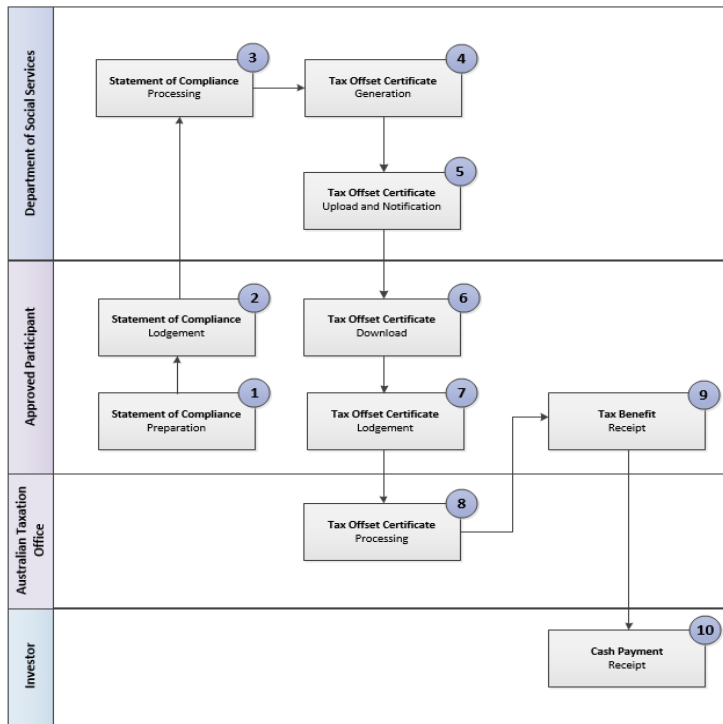 Department of Social Services
3
Statement of Compliance
Processing
4
Tax Offset Certificate
Generation
5
Tax Offset Certificate
Upload and Notification
Approved Participant
2
Statement of Compliance
Lodgement
6
Tax Offset Certificate
Download
1
Statement of Compliance
Preparation
7
Tax Offset Certificate
Lodgement
9
Tax Benefit
Receipt
Australian Taxation
Office
8
Tax Offset Certificate
Processing
Investor
10
Cash Payment
Receipt